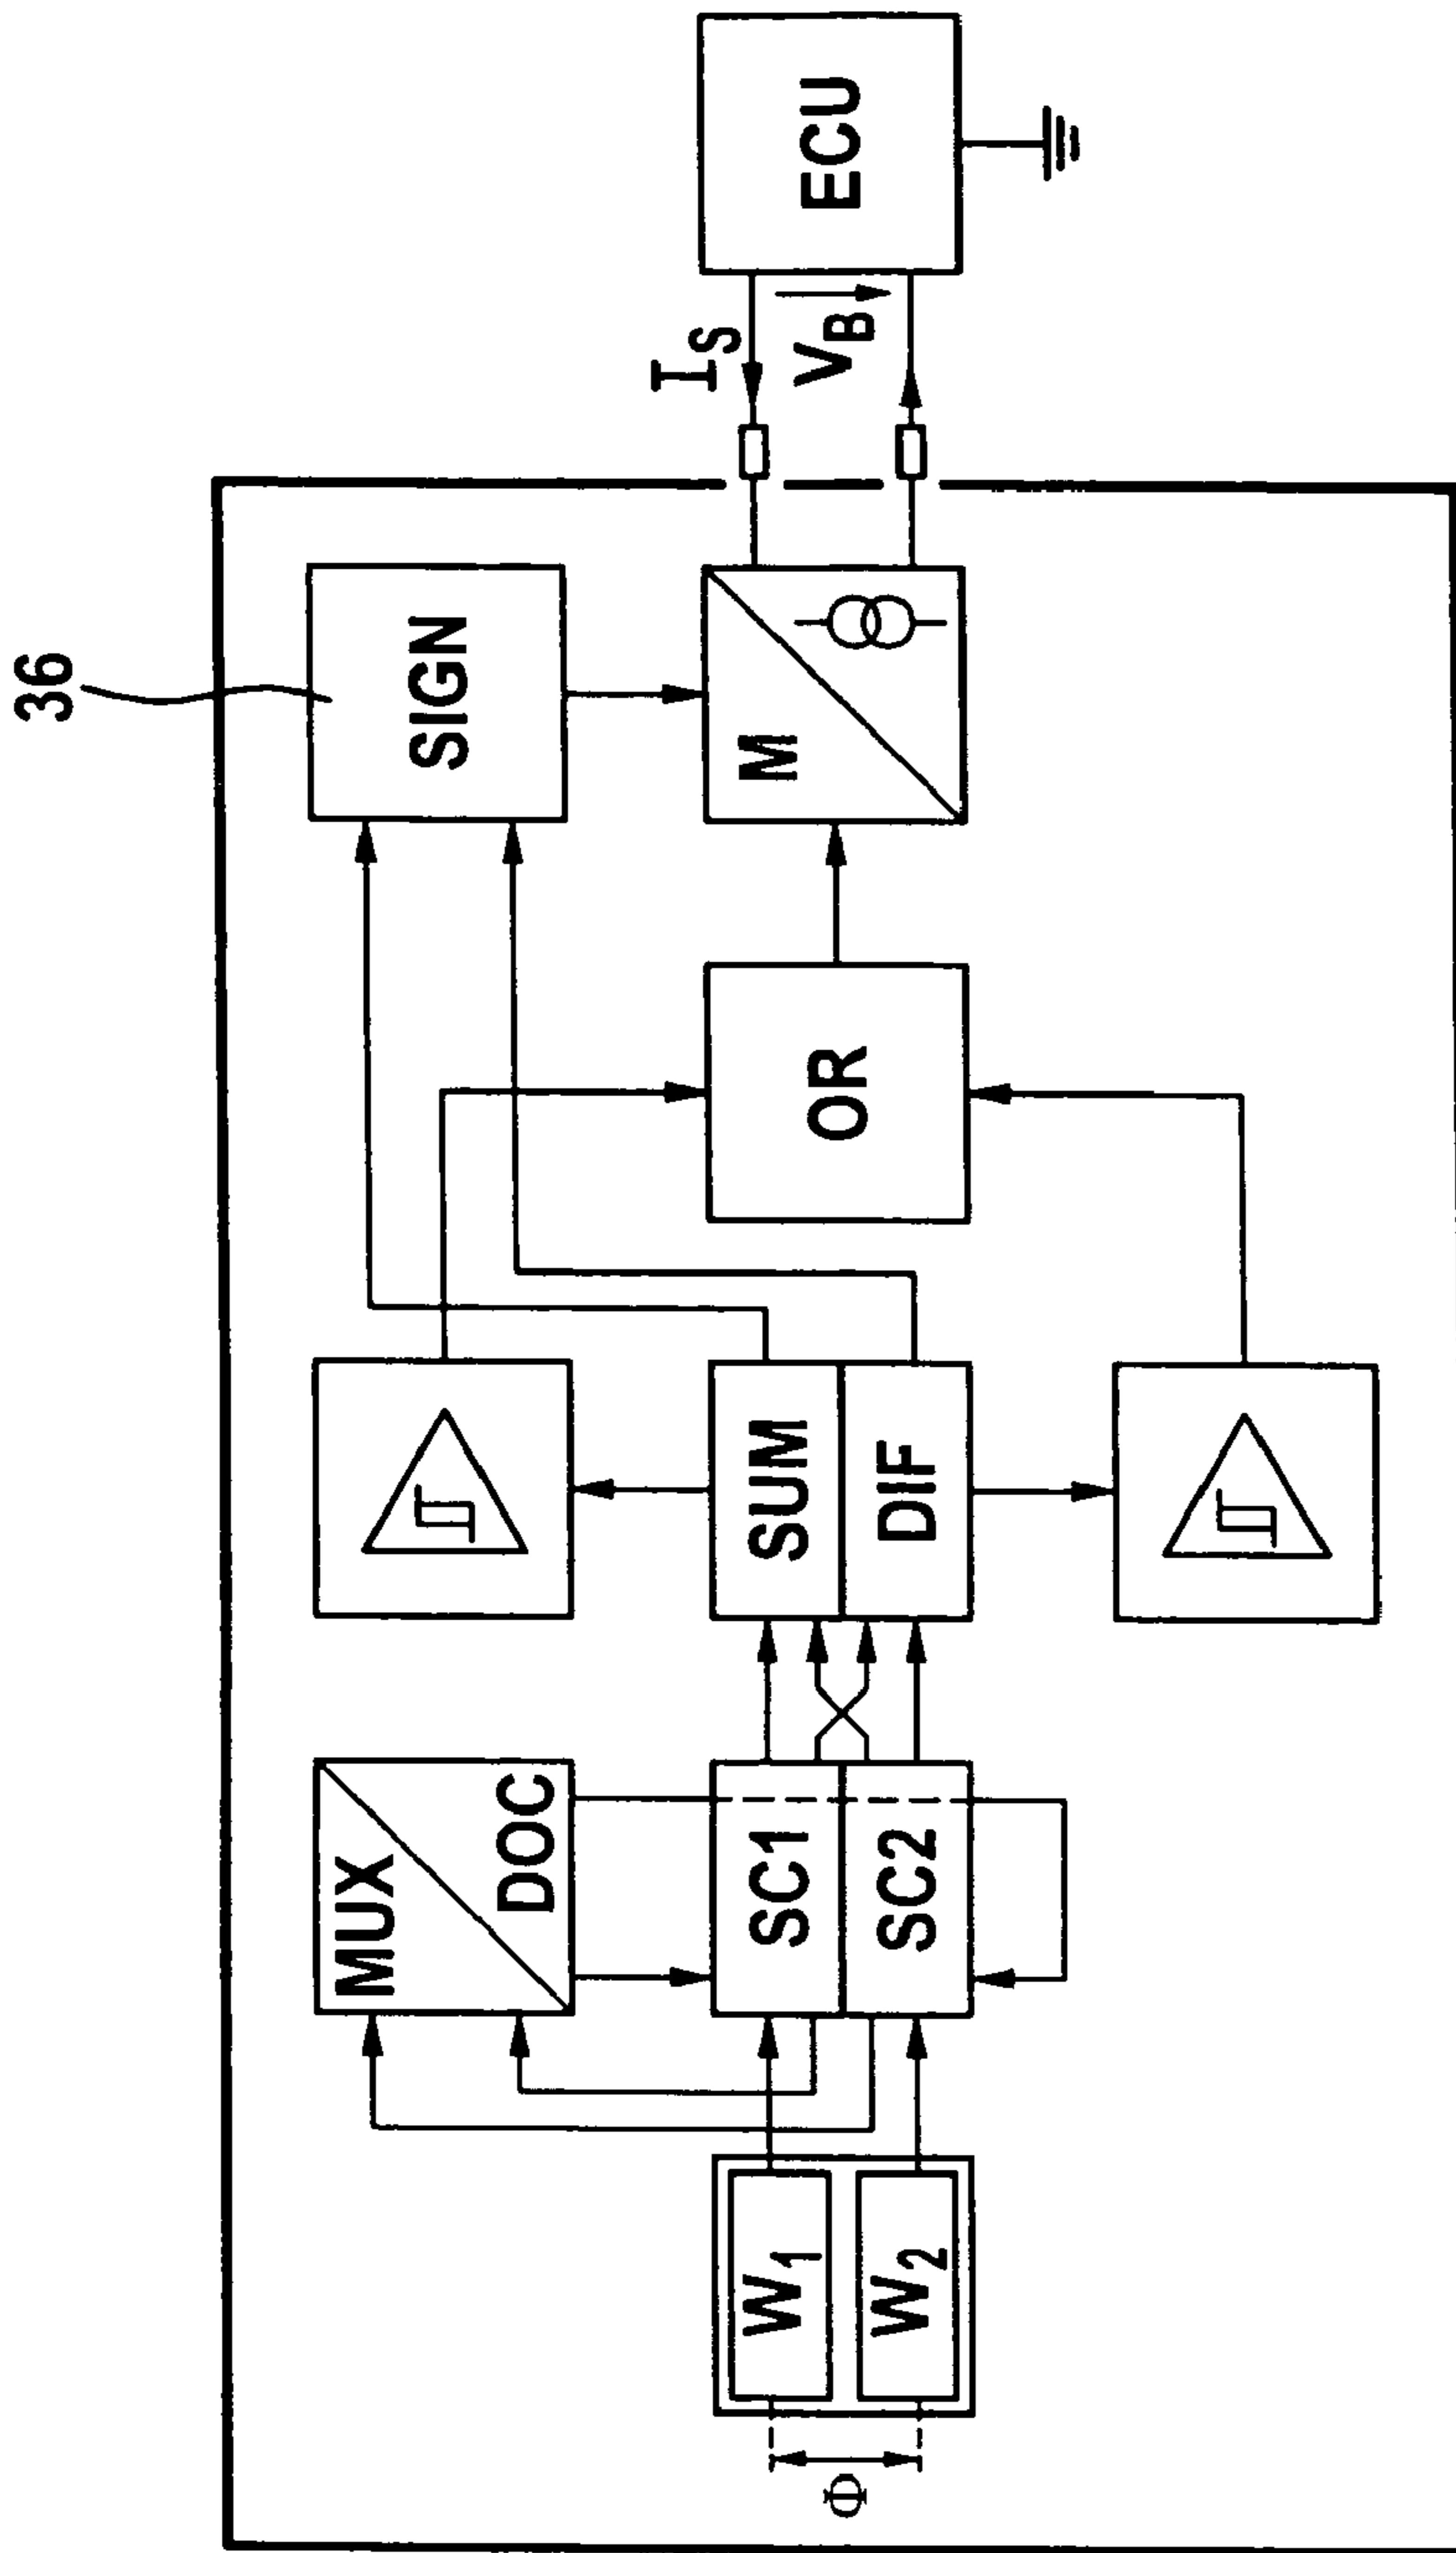 36
MUX
DOC
SIGN
W1
W2
Φ
SC1
SC2
SUM
DIF
OR
M
IS
VB
ECU